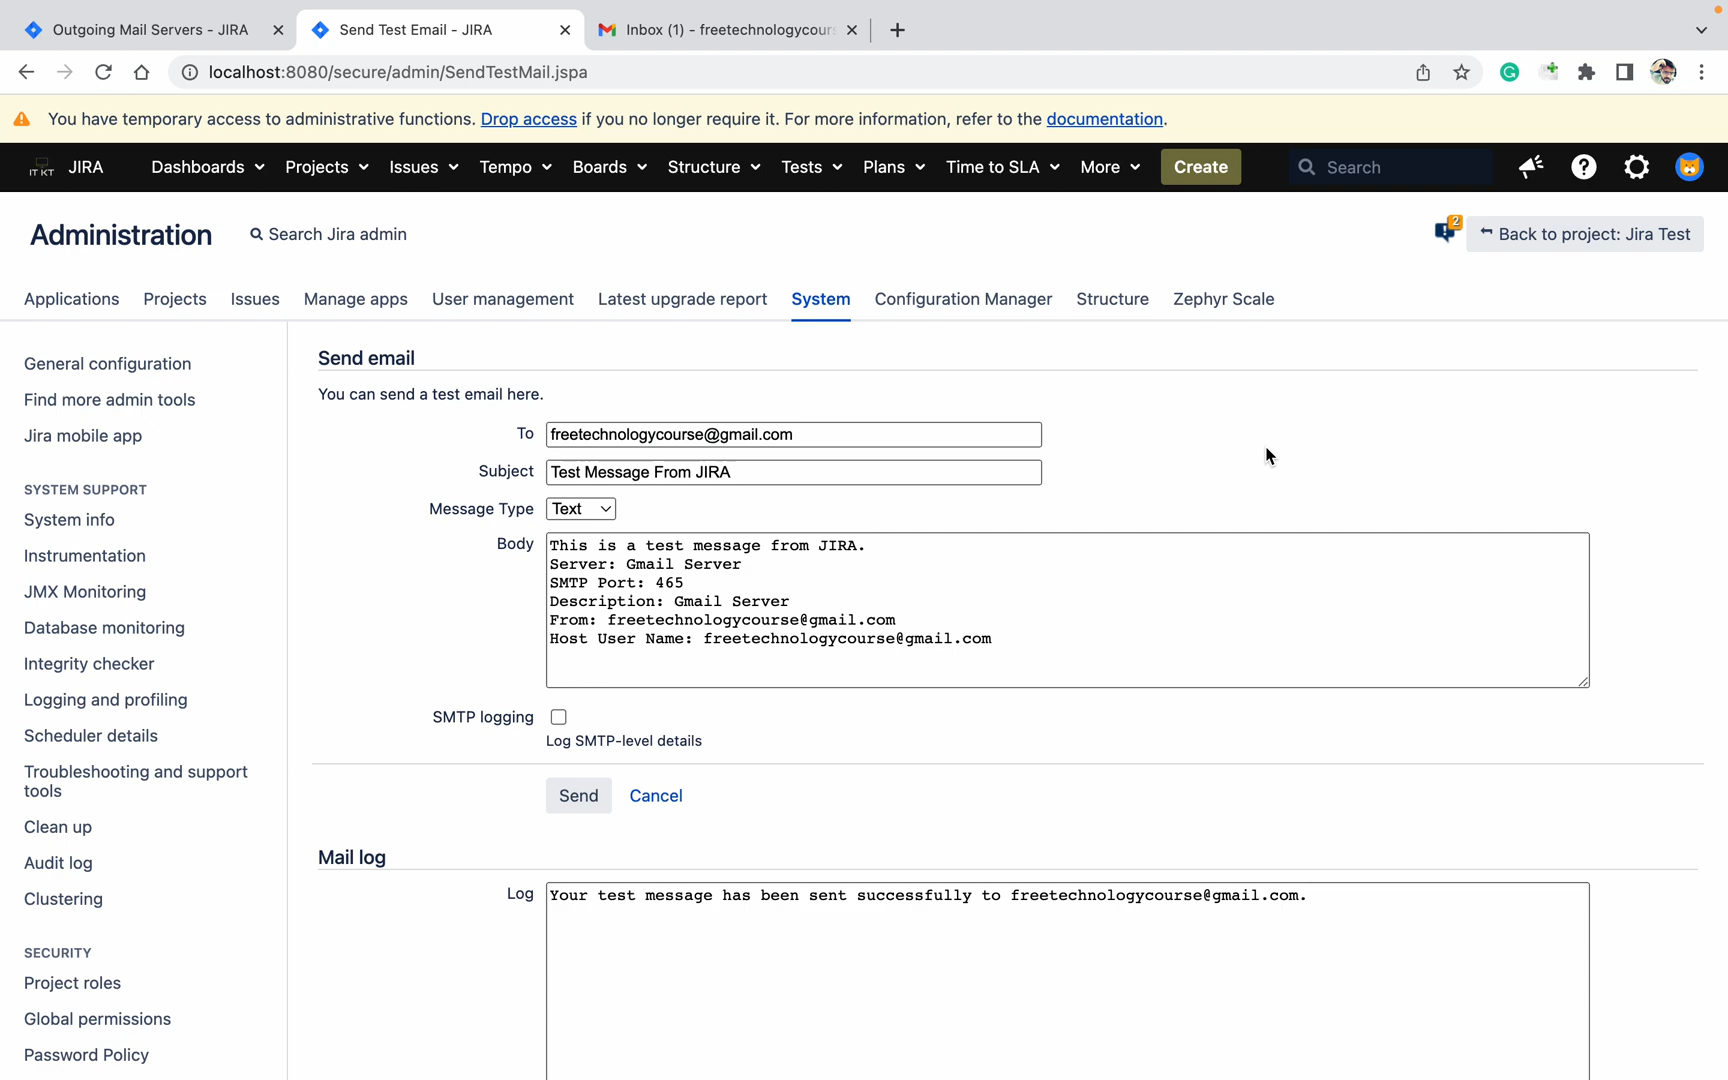 Outgoing Mail Servers - JIRA
Send Test Email - JIRA
Inbox (1) - freetechnologycour
localhost:8080/secure/admin/SendTestMail.jspa
You have temporary access to administrative functions. Drop access if you no longer require it. For more information, refer to the documentation.
IT KT JIRA Dashboards Projects Issues Tempo Boards Structure Tests Plans Time to SLA More Create Search
Administration Search Jira admin 2 Back to project: Jira Test
Applications Projects Issues Manage apps User management Latest upgrade report System Configuration Manager Structure Zephyr Scale
General configuration
Find more admin tools
Jira mobile app
SYSTEM SUPPORT
System info
Instrumentation
JMX Monitoring
Database monitoring
Integrity checker
Logging and profiling
Scheduler details
Troubleshooting and support
tools
Clean up
Audit log
Clustering
SECURITY
Project roles
Global permissions
Password Policy
Send email
You can send a test email here.
To freetechnologycourse@gmail.com
Subject Test Message From JIRA
Message Type Text
Body This is a test message from JIRA.
Server: Gmail Server
SMTP Port: 465
Description: Gmail Server
From: freetechnologycourse@gmail.com
Host User Name: freetechnologycourse@gmail.com
SMTP logging
Log SMTP-level details
Send Cancel
Mail log
Log Your test message has been sent successfully to freetechnologycourse@gmail.com.